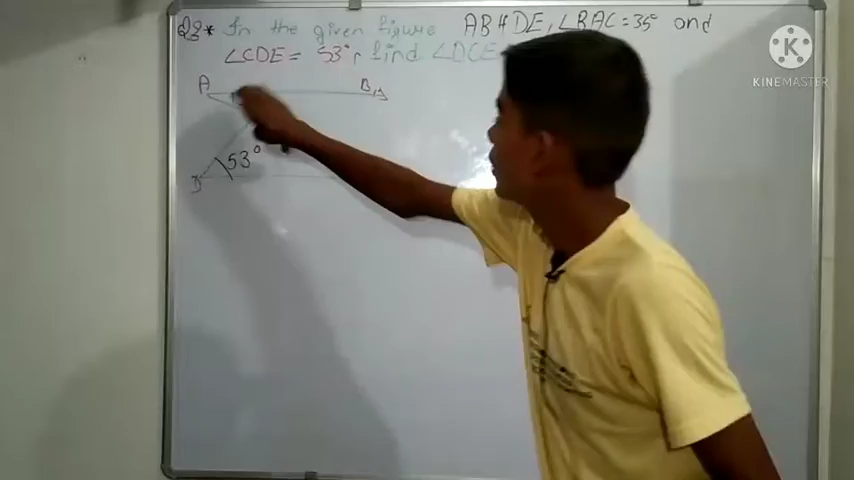 Q3* In the given figure AB||DE, ∠BAC=35° and
∠CDE= 53°, find ∠DCE
A
B
53°
D
K
KINEMASTER